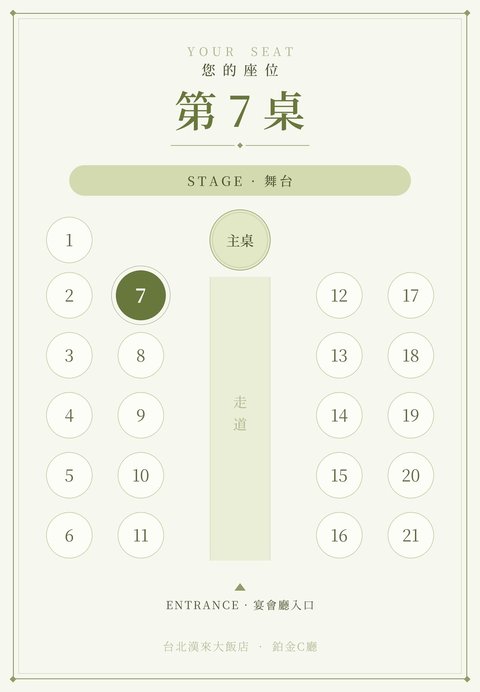 YOUR SEAT
您的座位
第7桌
STAGE · 舞台
1 主桌
2 7 12 17
3 8 13 18
4 9 14 19
5 10 15 20
6 11 16 21
走道
ENTRANCE · 宴會廳入口
台北漢來大飯店 · 鉑金C廳